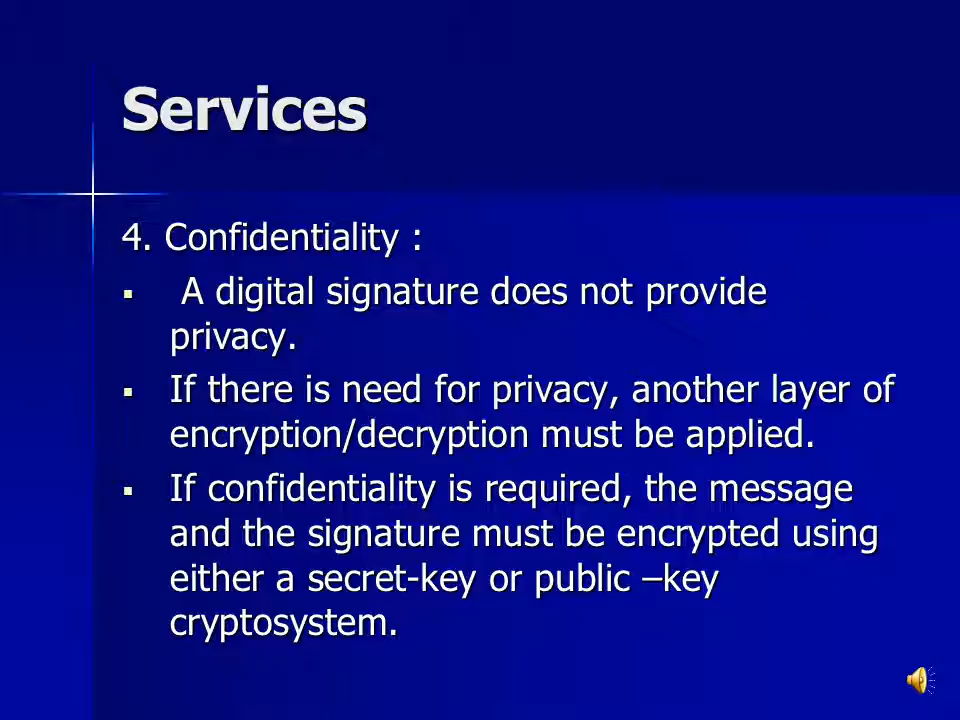 Services
4. Confidentiality :
▪ A digital signature does not provide
privacy.
▪ If there is need for privacy, another layer of
encryption/decryption must be applied.
▪ If confidentiality is required, the message
and the signature must be encrypted using
either a secret-key or public –key
cryptosystem.